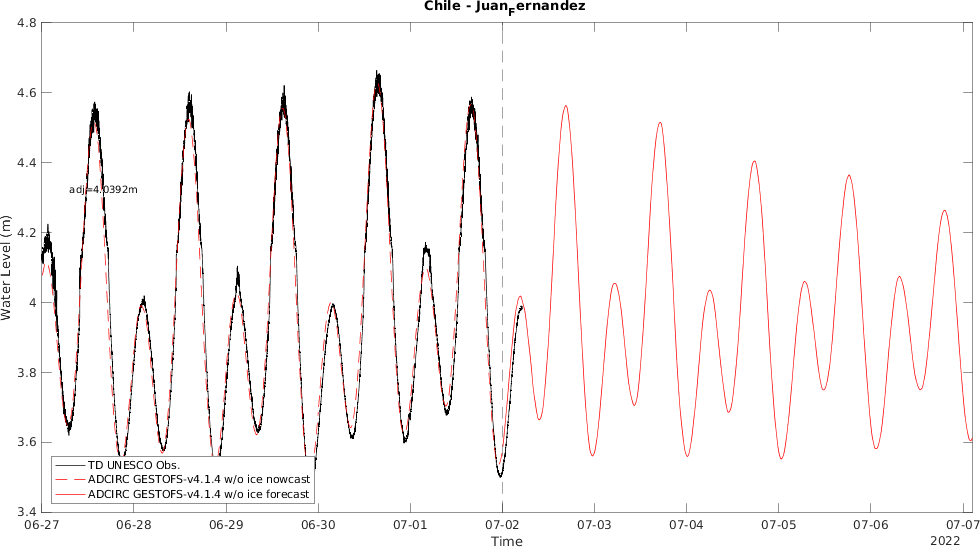 Chile - JuanFernandez
4.8
4.6
4.4
4.2
4
3.8
3.6
3.4
Water Level (m)
adj=4.0392m
TD UNESCO Obs.
ADCIRC GESTOFS-v4.1.4 w/o ice nowcast
ADCIRC GESTOFS-v4.1.4 w/o ice forecast
06-27 06-28 06-29 06-30 07-01 07-02 07-03 07-04 07-05 07-06 07-07
Time
2022